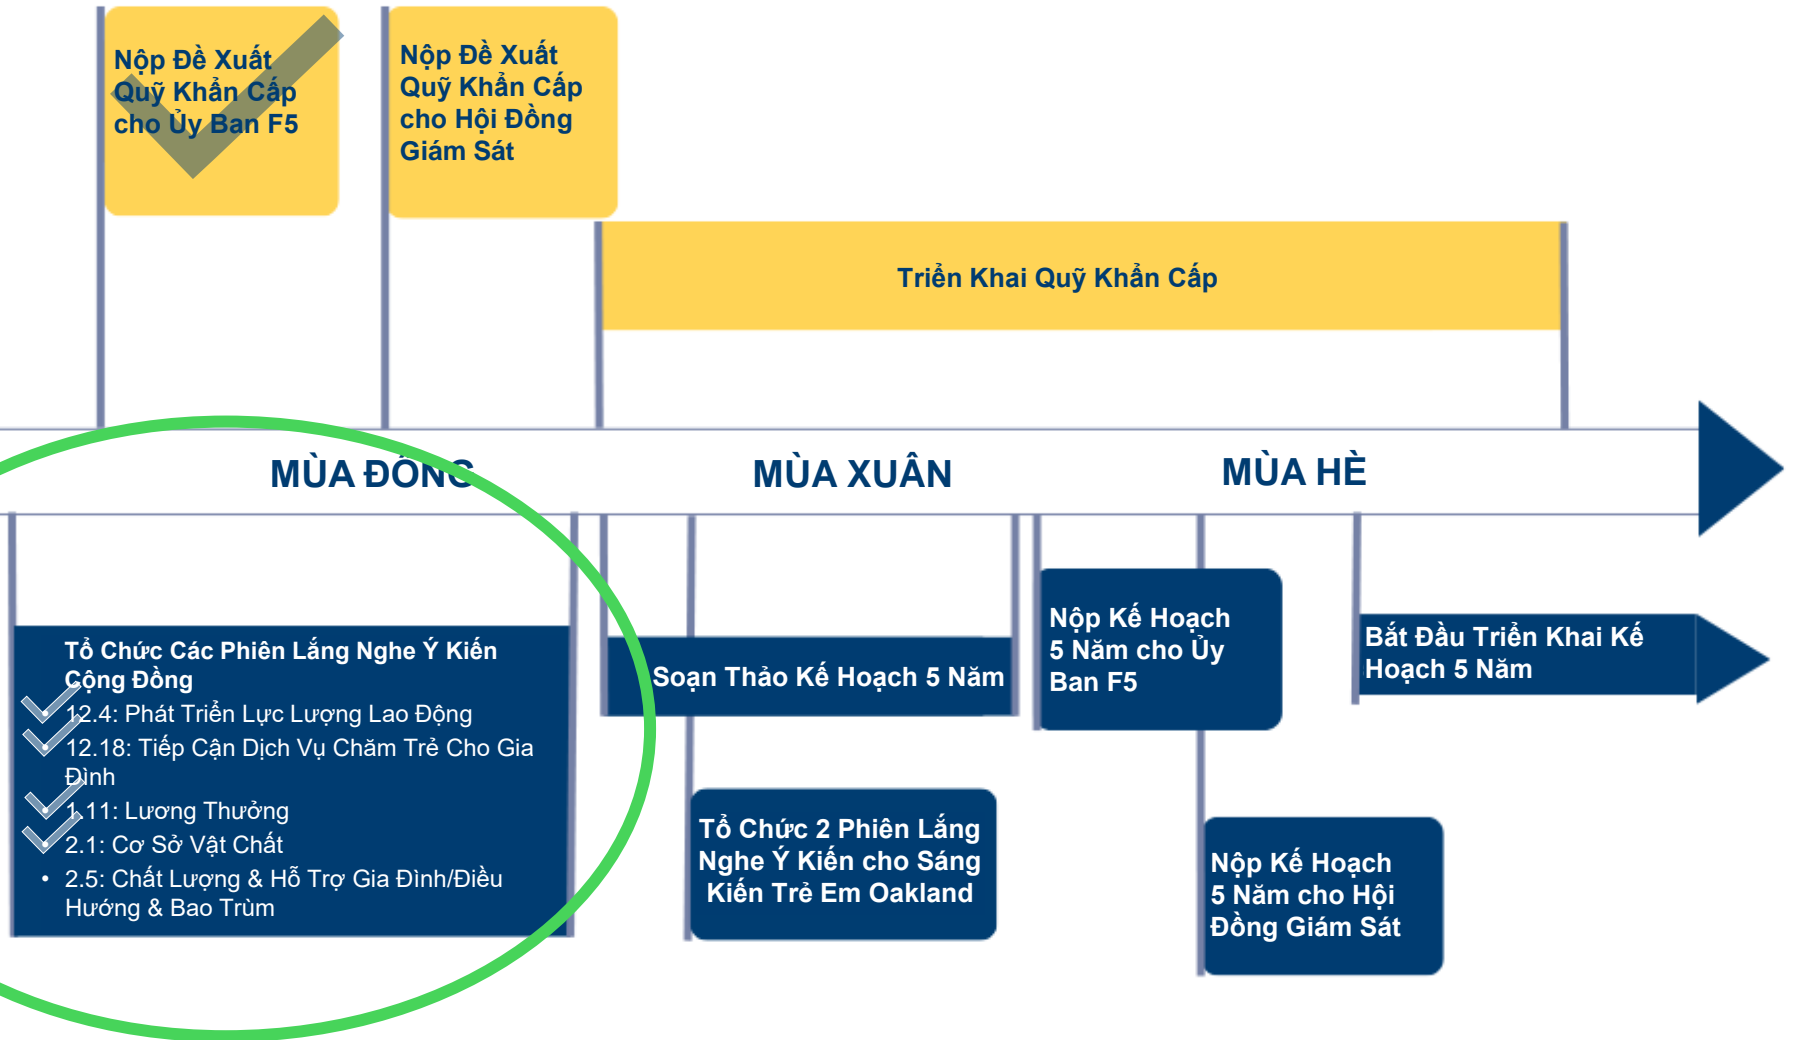 Nộp Đề Xuất
Quỹ Khẩn Cấp
cho Ủy Ban F5
Nộp Đề Xuất
Quỹ Khẩn Cấp
cho Hội Đồng
Giám Sát
Triển Khai Quỹ Khẩn Cấp
MÙA ĐÔNG
MÙA XUÂN
MÙA HÈ
Tổ Chức Các Phiên Lắng Nghe Ý Kiến
Cộng Đồng
• 12.4: Phát Triển Lực Lượng Lao Động
• 12.18: Tiếp Cận Dịch Vụ Chăm Trẻ Cho Gia
Đình
• 1.11: Lương Thưởng
• 2.1: Cơ Sở Vật Chất
• 2.5: Chất Lượng & Hỗ Trợ Gia Đình/Điều
Hướng & Bao Trùm
Soạn Thảo Kế Hoạch 5 Năm
Tổ Chức 2 Phiên Lắng
Nghe Ý Kiến cho Sáng
Kiến Trẻ Em Oakland
Nộp Kế Hoạch
5 Năm cho Ủy
Ban F5
Nộp Kế Hoạch
5 Năm cho Hội
Đồng Giám Sát
Bắt Đầu Triển Khai Kế
Hoạch 5 Năm